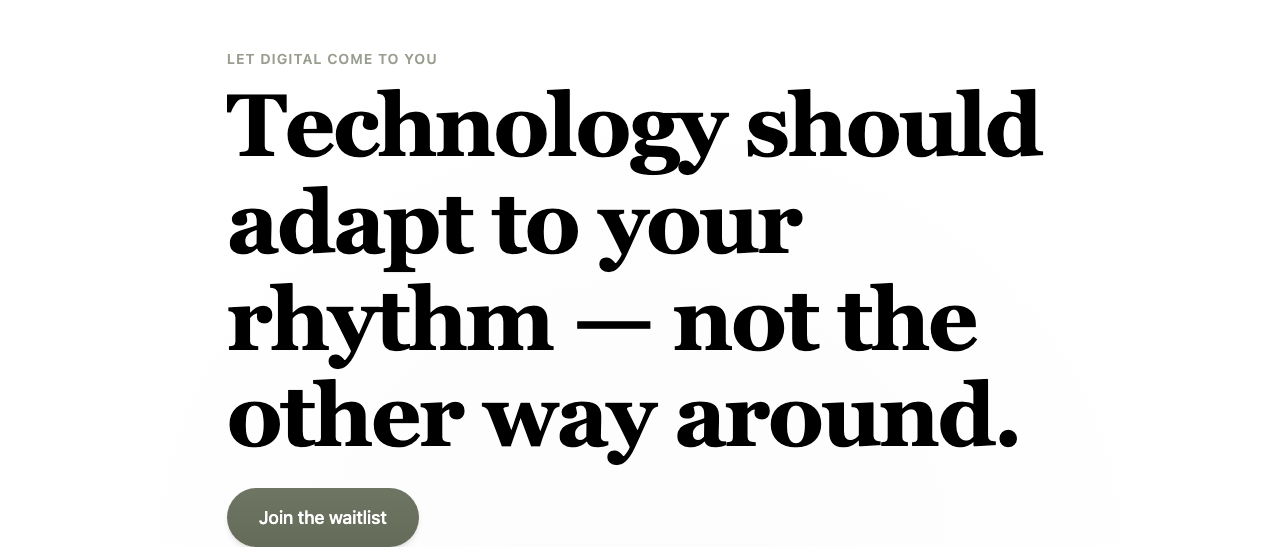 LET DIGITAL COME TO YOU
Technology should
adapt to your
rhythm — not the
other way around.
Join the waitlist